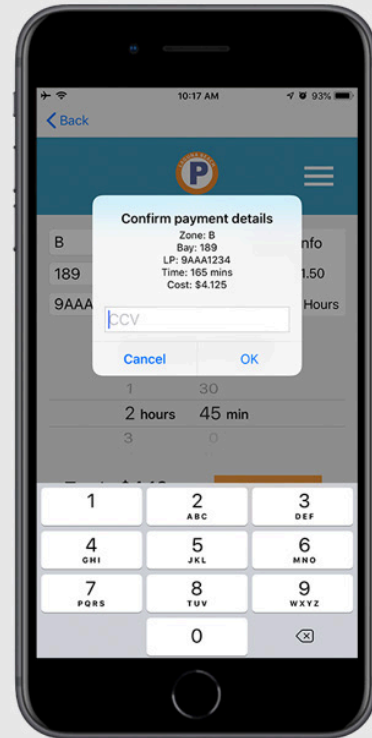 10:17 AM
93%
Back
P
Confirm payment details
Zone: B
Bay: 189
LP: 9AAA1234
Time: 165 mins
Cost: $4.125
B
nfo
189
1.50
9AAA
Hours
CCV
Cancel OK
1 30
2 hours 45 min
3 0
1
2 ABC
3 DEF
4 GHI
5 JKL
6 MNO
7 PQRS
8 TUV
9 WXYZ
0